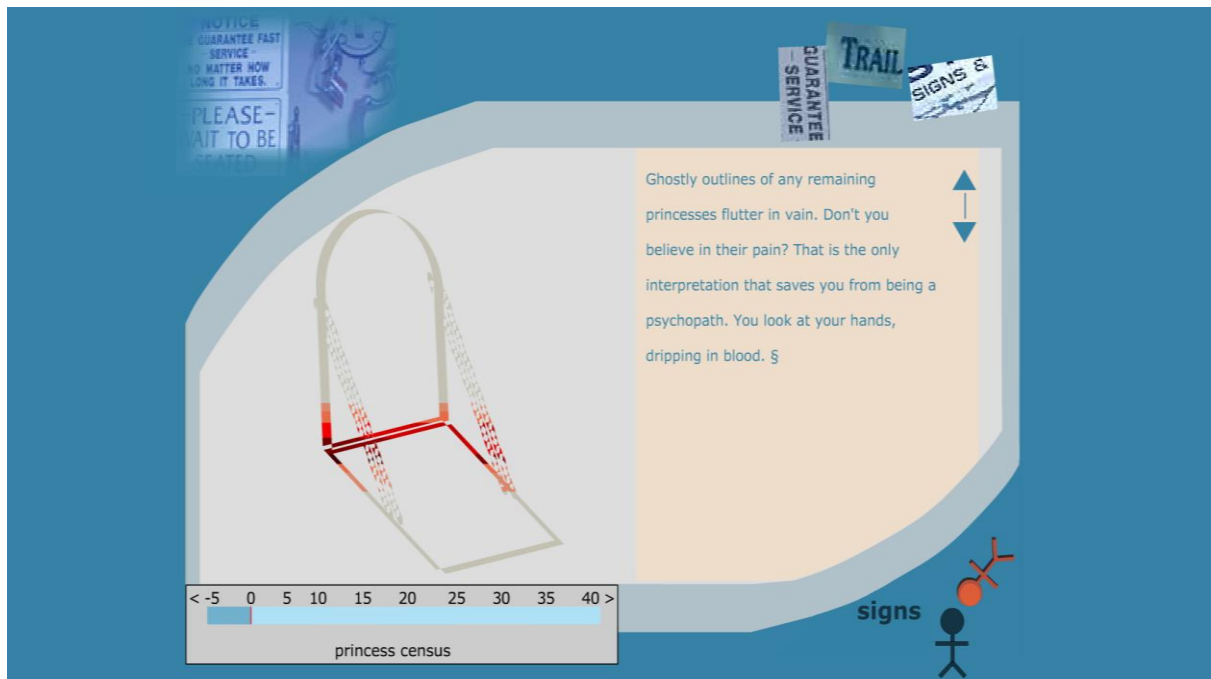 NOTICE
GUARANTEE FAST
- SERVICE -
NO MATTER HOW
LONG IT TAKES.
-PLEASE-
WAIT TO BE
SEATED
GUARANTEE
- SERVICE
TRAIL
SIGNS &
Ghostly outlines of any remaining
princesses flutter in vain. Don't you
believe in their pain? That is the only
interpretation that saves you from being a
psychopath. You look at your hands,
dripping in blood. §
< -5 0 5 10 15 20 25 30 35 40 >
princess census
signs